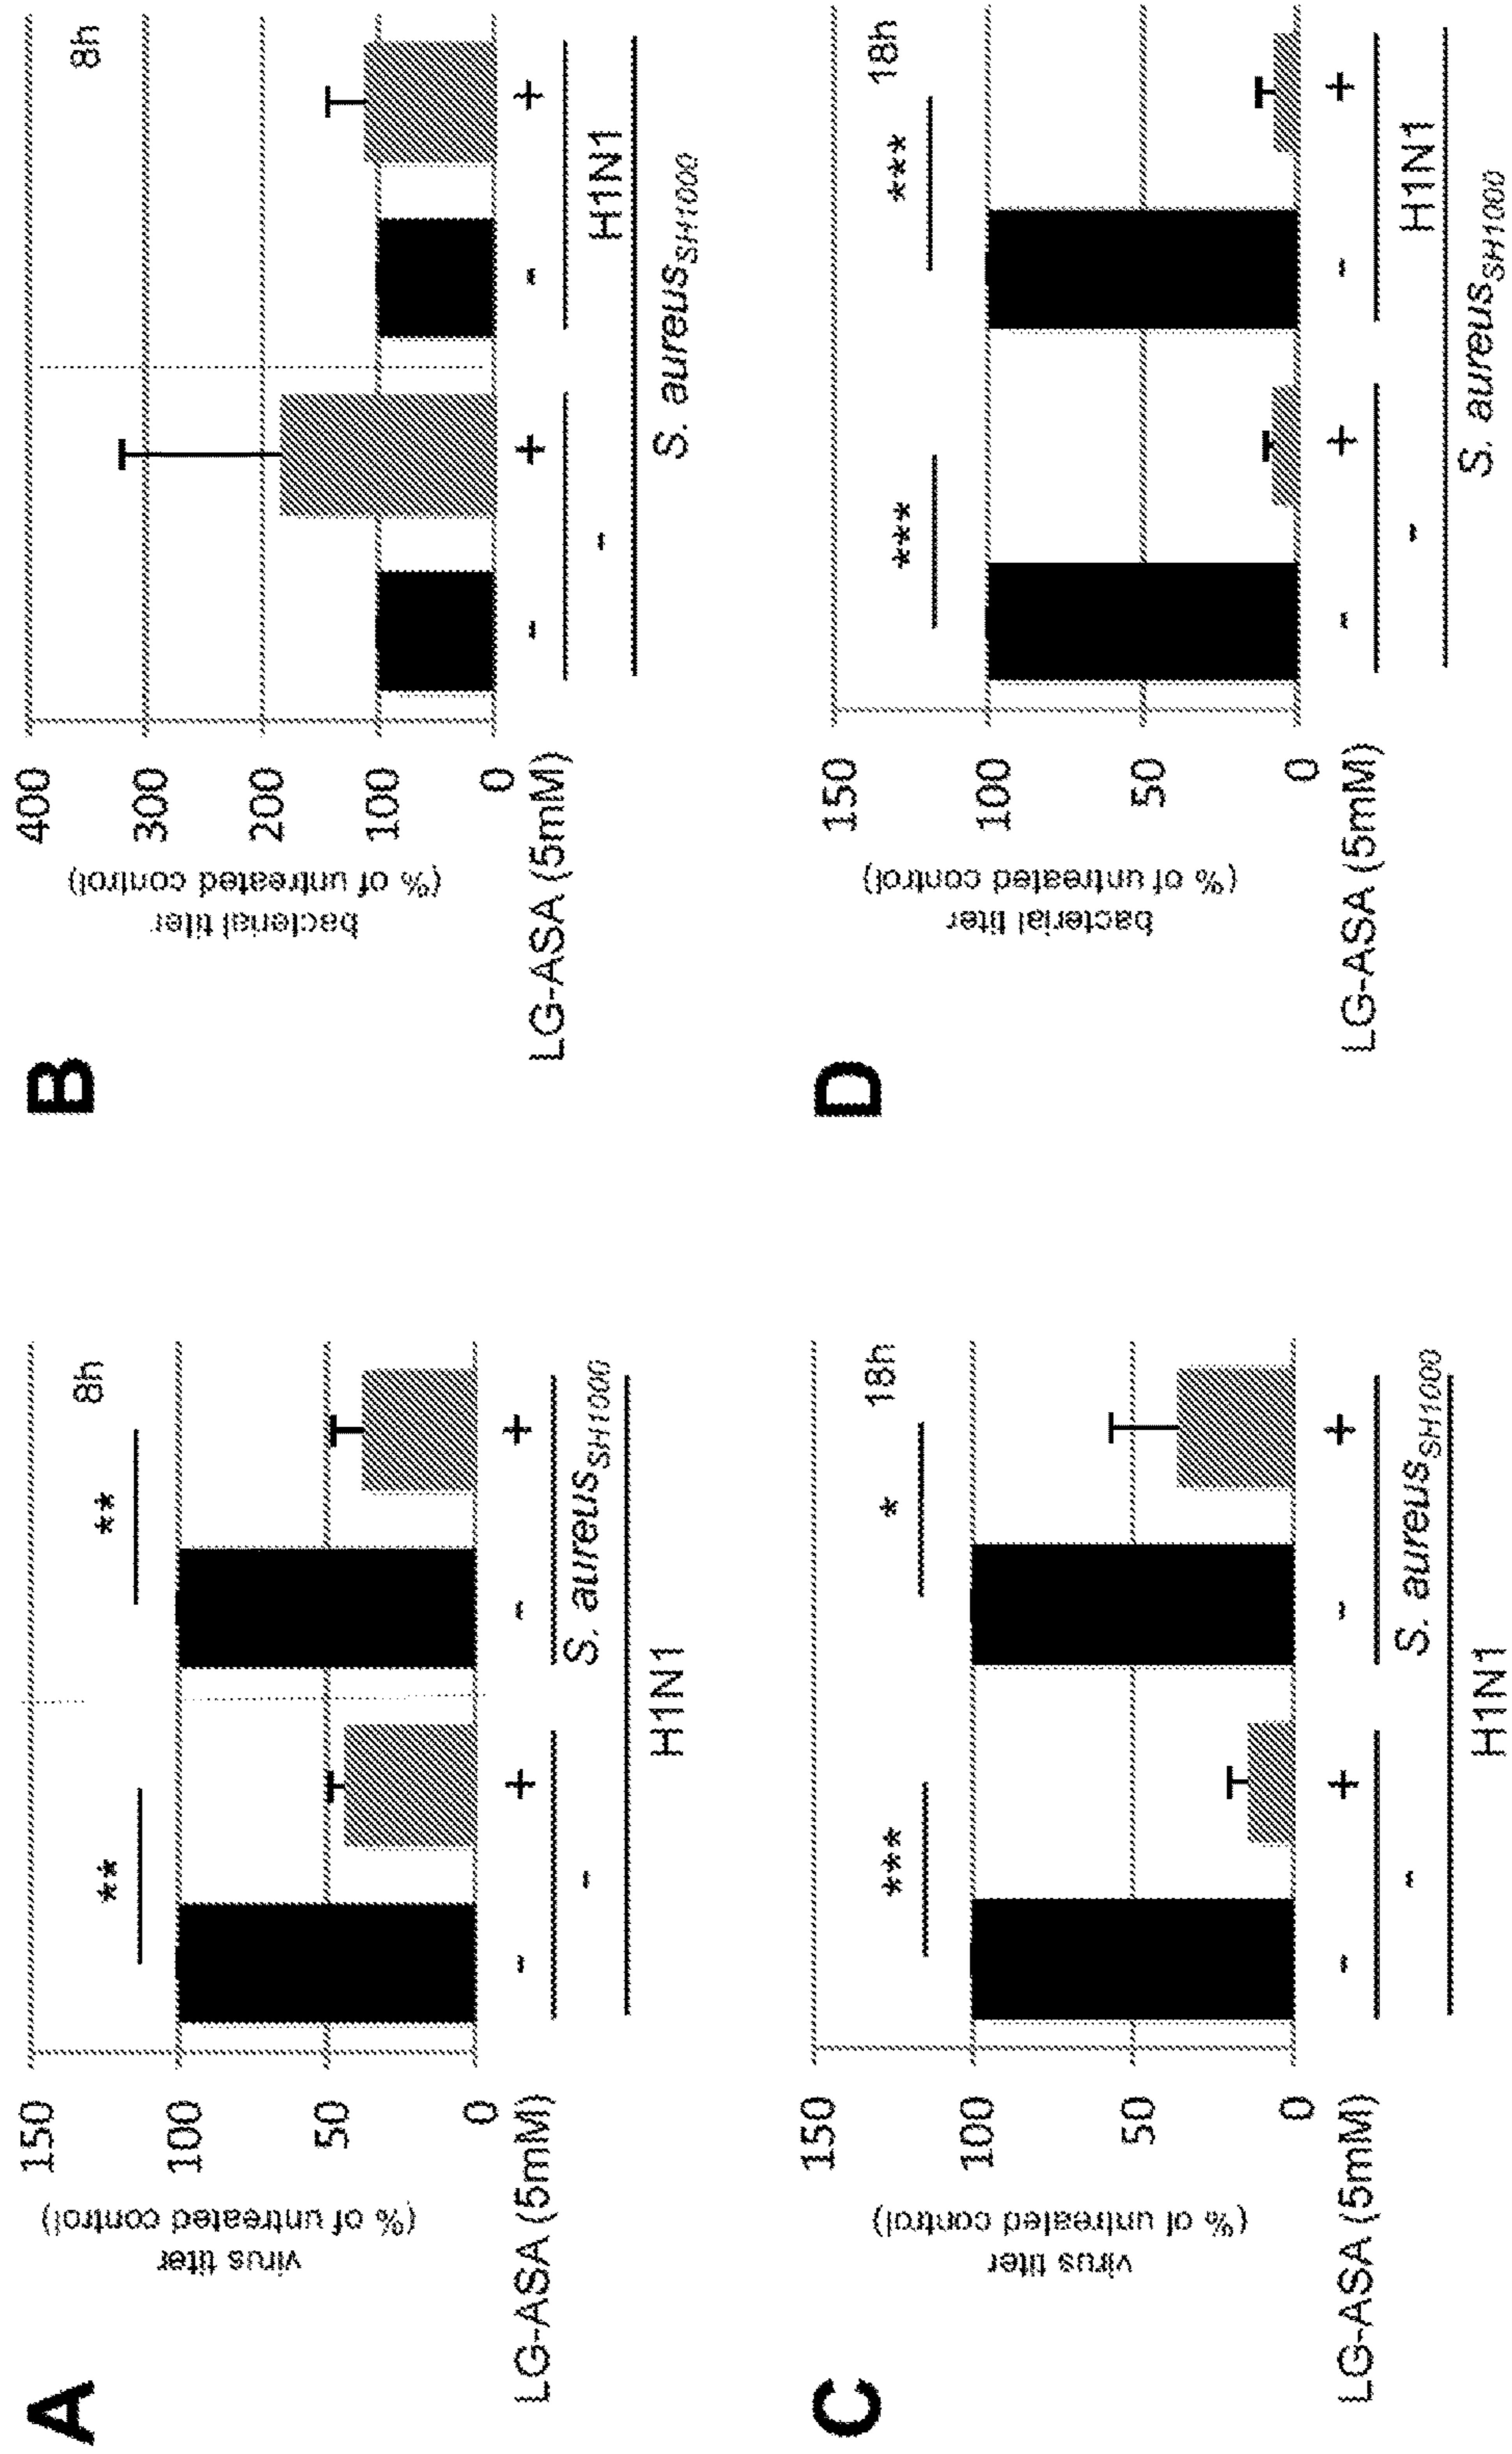 A
150
100
50
0
virus titer
(% of untreated control)
8h
**
**
LG-ASA (5mM)
- + - +
- S. aureusSH1000
H1N1
B
400
300
200
100
0
bacterial titer
(% of untreated control)
8h
LG-ASA (5mM)
- + - +
- H1N1
S. aureusSH1000
C
150
100
50
0
virus titer
(% of untreated control)
18h
***
*
LG-ASA (5mM)
- + - +
- S. aureusSH1000
H1N1
D
150
100
50
0
bacterial titer
(% of untreated control)
18h
***
***
LG-ASA (5mM)
- + - +
- H1N1
S. aureusSH1000